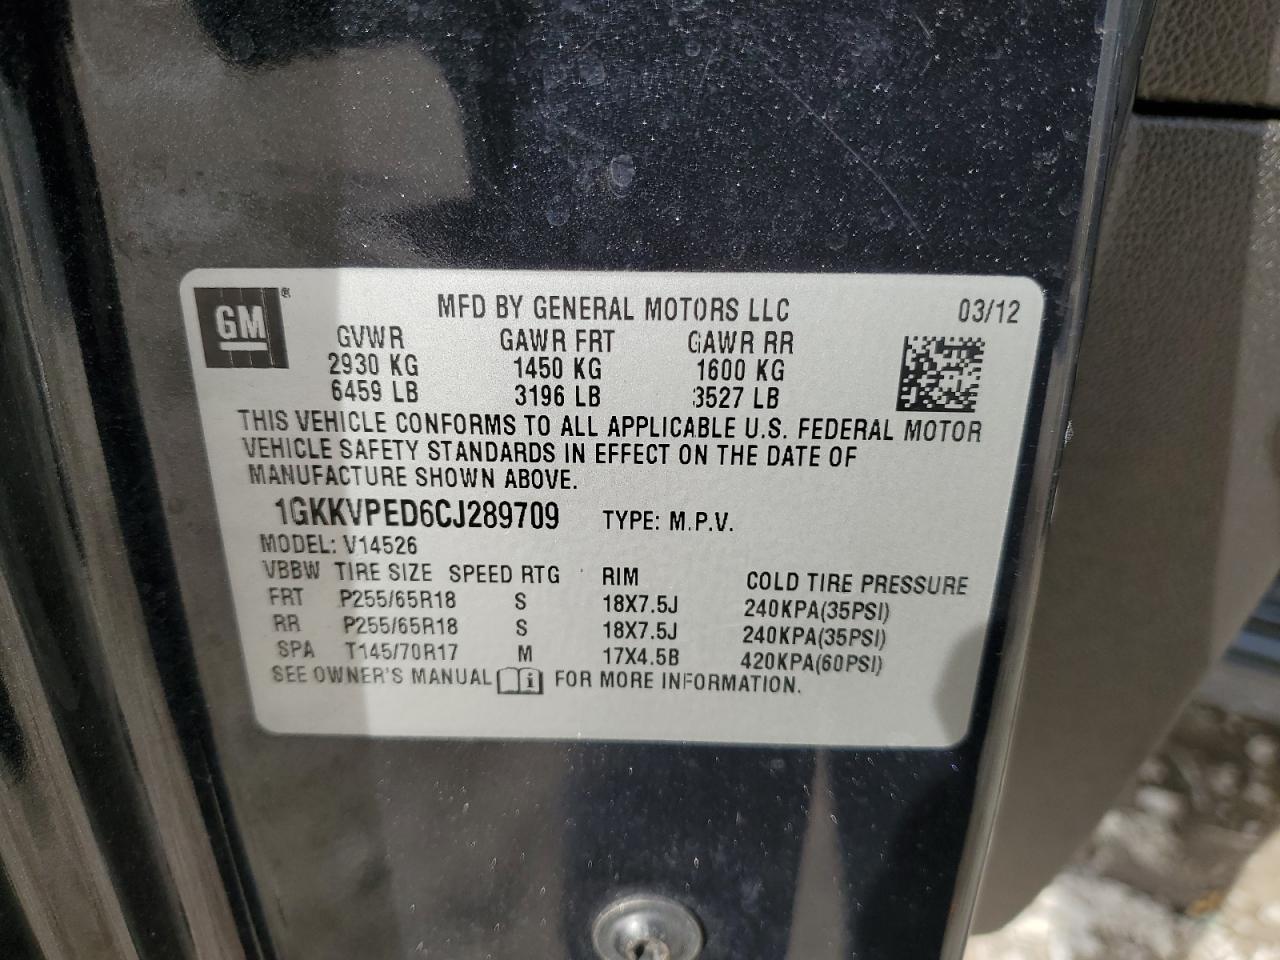 GM®
MFD BY GENERAL MOTORS LLC 03/12
GVWR GAWR FRT GAWR RR
2930 KG 1450 KG 1600 KG
6459 LB 3196 LB 3527 LB
THIS VEHICLE CONFORMS TO ALL APPLICABLE U.S. FEDERAL MOTOR
VEHICLE SAFETY STANDARDS IN EFFECT ON THE DATE OF
MANUFACTURE SHOWN ABOVE.
1GKKVPED6CJ289709 TYPE: M.P.V.
MODEL: V14526
VBBW TIRE SIZE SPEED RTG RIM COLD TIRE PRESSURE
FRT P255/65R18 S 18X7.5J 240KPA(35PSI)
RR P255/65R18 S 18X7.5J 240KPA(35PSI)
SPA T145/70R17 M 17X4.5B 420KPA(60PSI)
SEE OWNER'S MANUAL i FOR MORE INFORMATION.